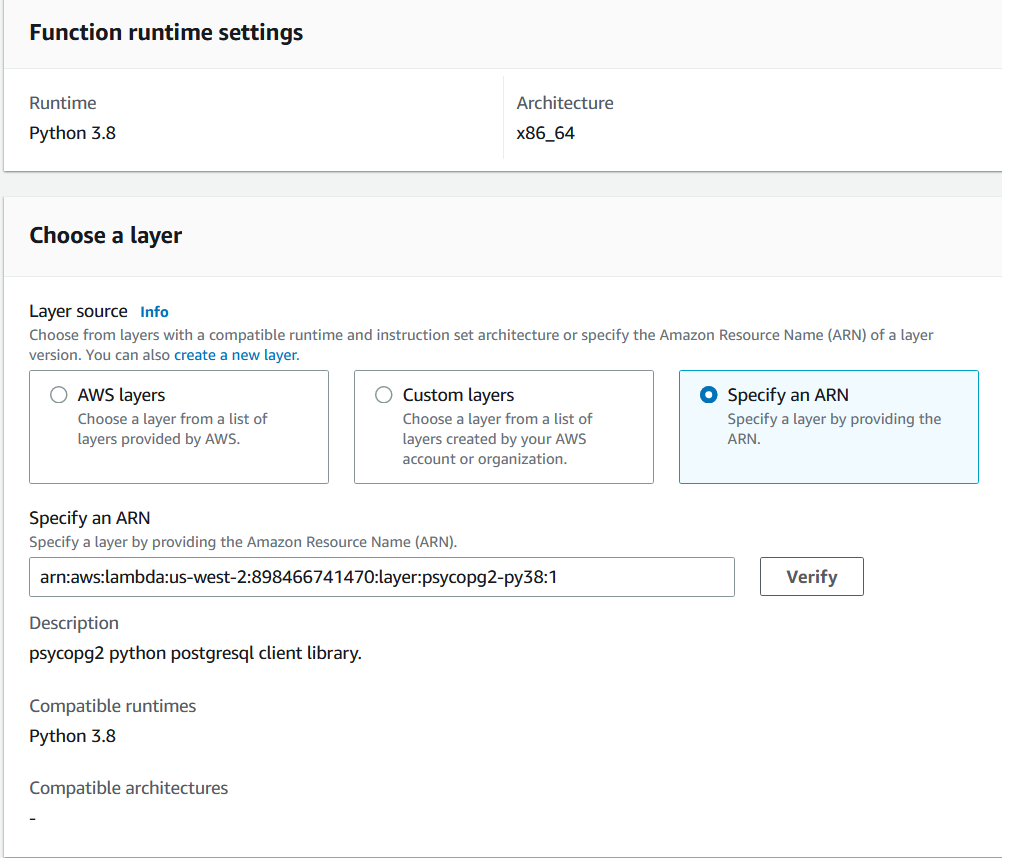 Function runtime settings
Runtime
Architecture
Python 3.8
x86_64
Choose a layer
Layer source Info
Choose from layers with a compatible runtime and instruction set architecture or specify the Amazon Resource Name (ARN) of a layer
version. You can also create a new layer.
AWS layers
Choose a layer from a list of
layers provided by AWS.
Custom layers
Choose a layer from a list of
layers created by your AWS
account or organization.
Specify an ARN
Specify a layer by providing the
ARN.
Specify an ARN
Specify a layer by providing the Amazon Resource Name (ARN).
arn:aws:lambda:us-west-2:898466741470:layer:psycopg2-py38:1
Verify
Description
psycopg2 python postgresql client library.
Compatible runtimes
Python 3.8
Compatible architectures
-